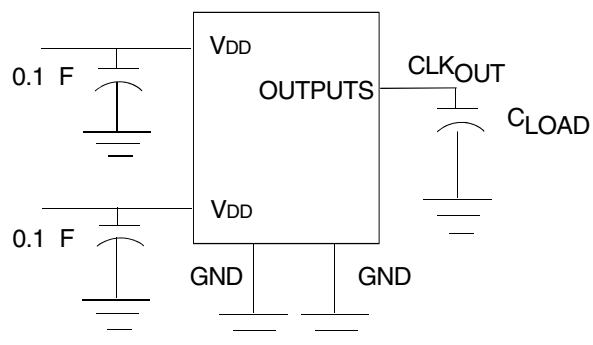 VDD
0.1 F
OUTPUTS
CLKOUT
CLOAD
VDD
0.1 F
GND
GND